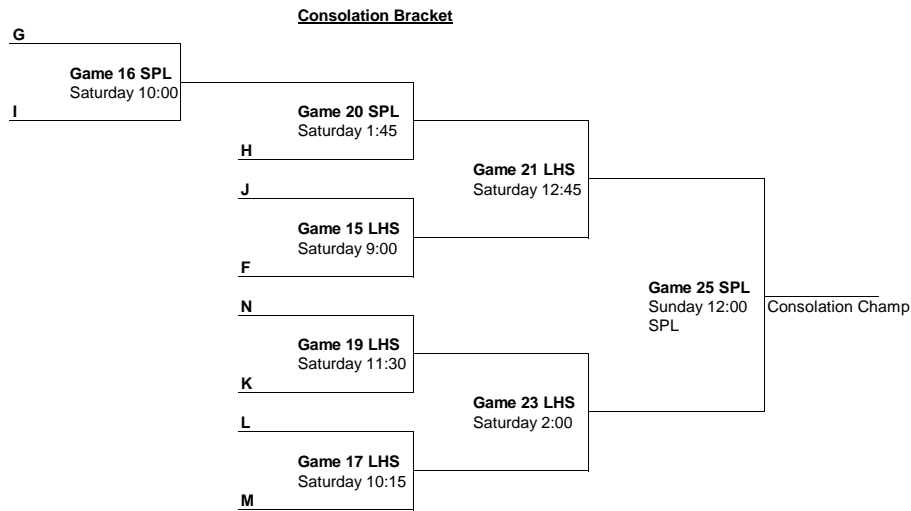 Consolation Bracket
G
Game 16 SPL
Saturday 10:00
I
Game 20 SPL
Saturday 1:45
H
Game 21 LHS
Saturday 12:45
J
Game 15 LHS
Saturday 9:00
F
Game 25 SPL
Sunday 12:00
SPL
Consolation Champ
N
Game 19 LHS
Saturday 11:30
K
Game 23 LHS
Saturday 2:00
L
Game 17 LHS
Saturday 10:15
M